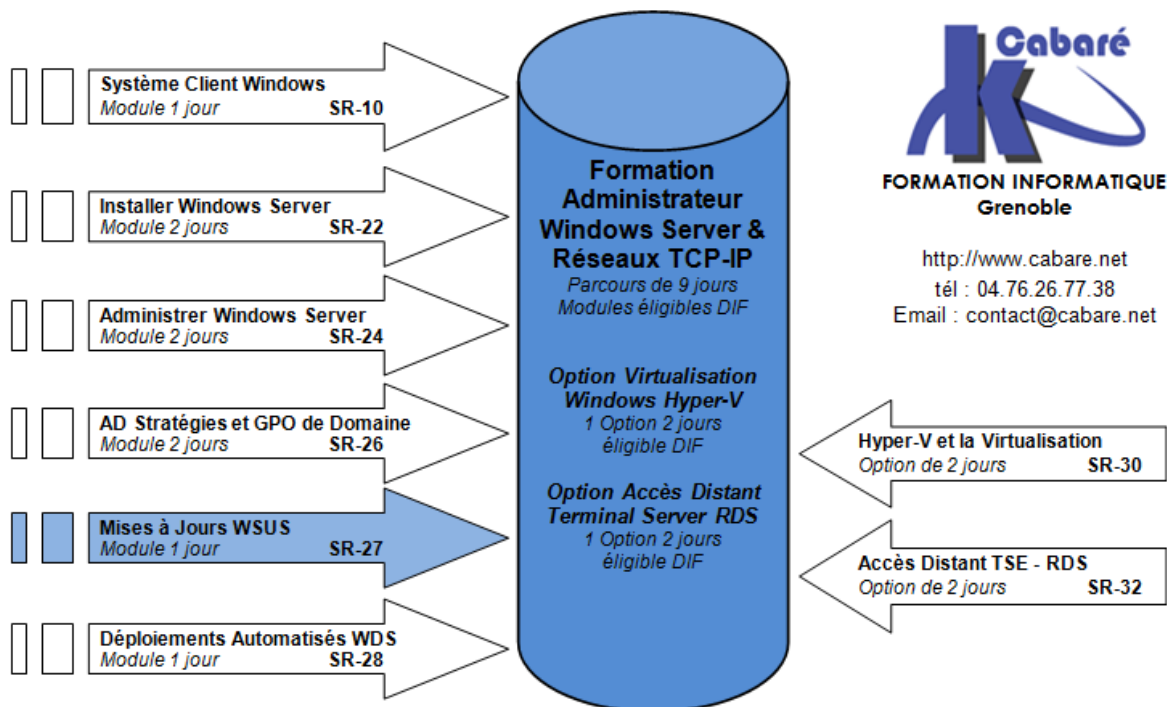 Système Client Windows
Module 1 jour SR-10
Installer Windows Server
Module 2 jours SR-22
Administrer Windows Server
Module 2 jours SR-24
AD Stratégies et GPO de Domaine
Module 2 jours SR-26
Mises à Jours WSUS
Module 1 jour SR-27
Déploiements Automatisés WDS
Module 1 jour SR-28
Formation
Administrateur
Windows Server &
Réseaux TCP-IP
Parcours de 9 jours
Modules éligibles DIF
Option Virtualisation
Windows Hyper-V
1 Option 2 jours
éligible DIF
Option Accès Distant
Terminal Server RDS
1 Option 2 jours
éligible DIF
Cabaré
FORMATION INFORMATIQUE
Grenoble
http://www.cabare.net
tél : 04.76.26.77.38
Email : contact@cabare.net
Hyper-V et la Virtualisation
Option de 2 jours SR-30
Accès Distant TSE - RDS
Option de 2 jours SR-32